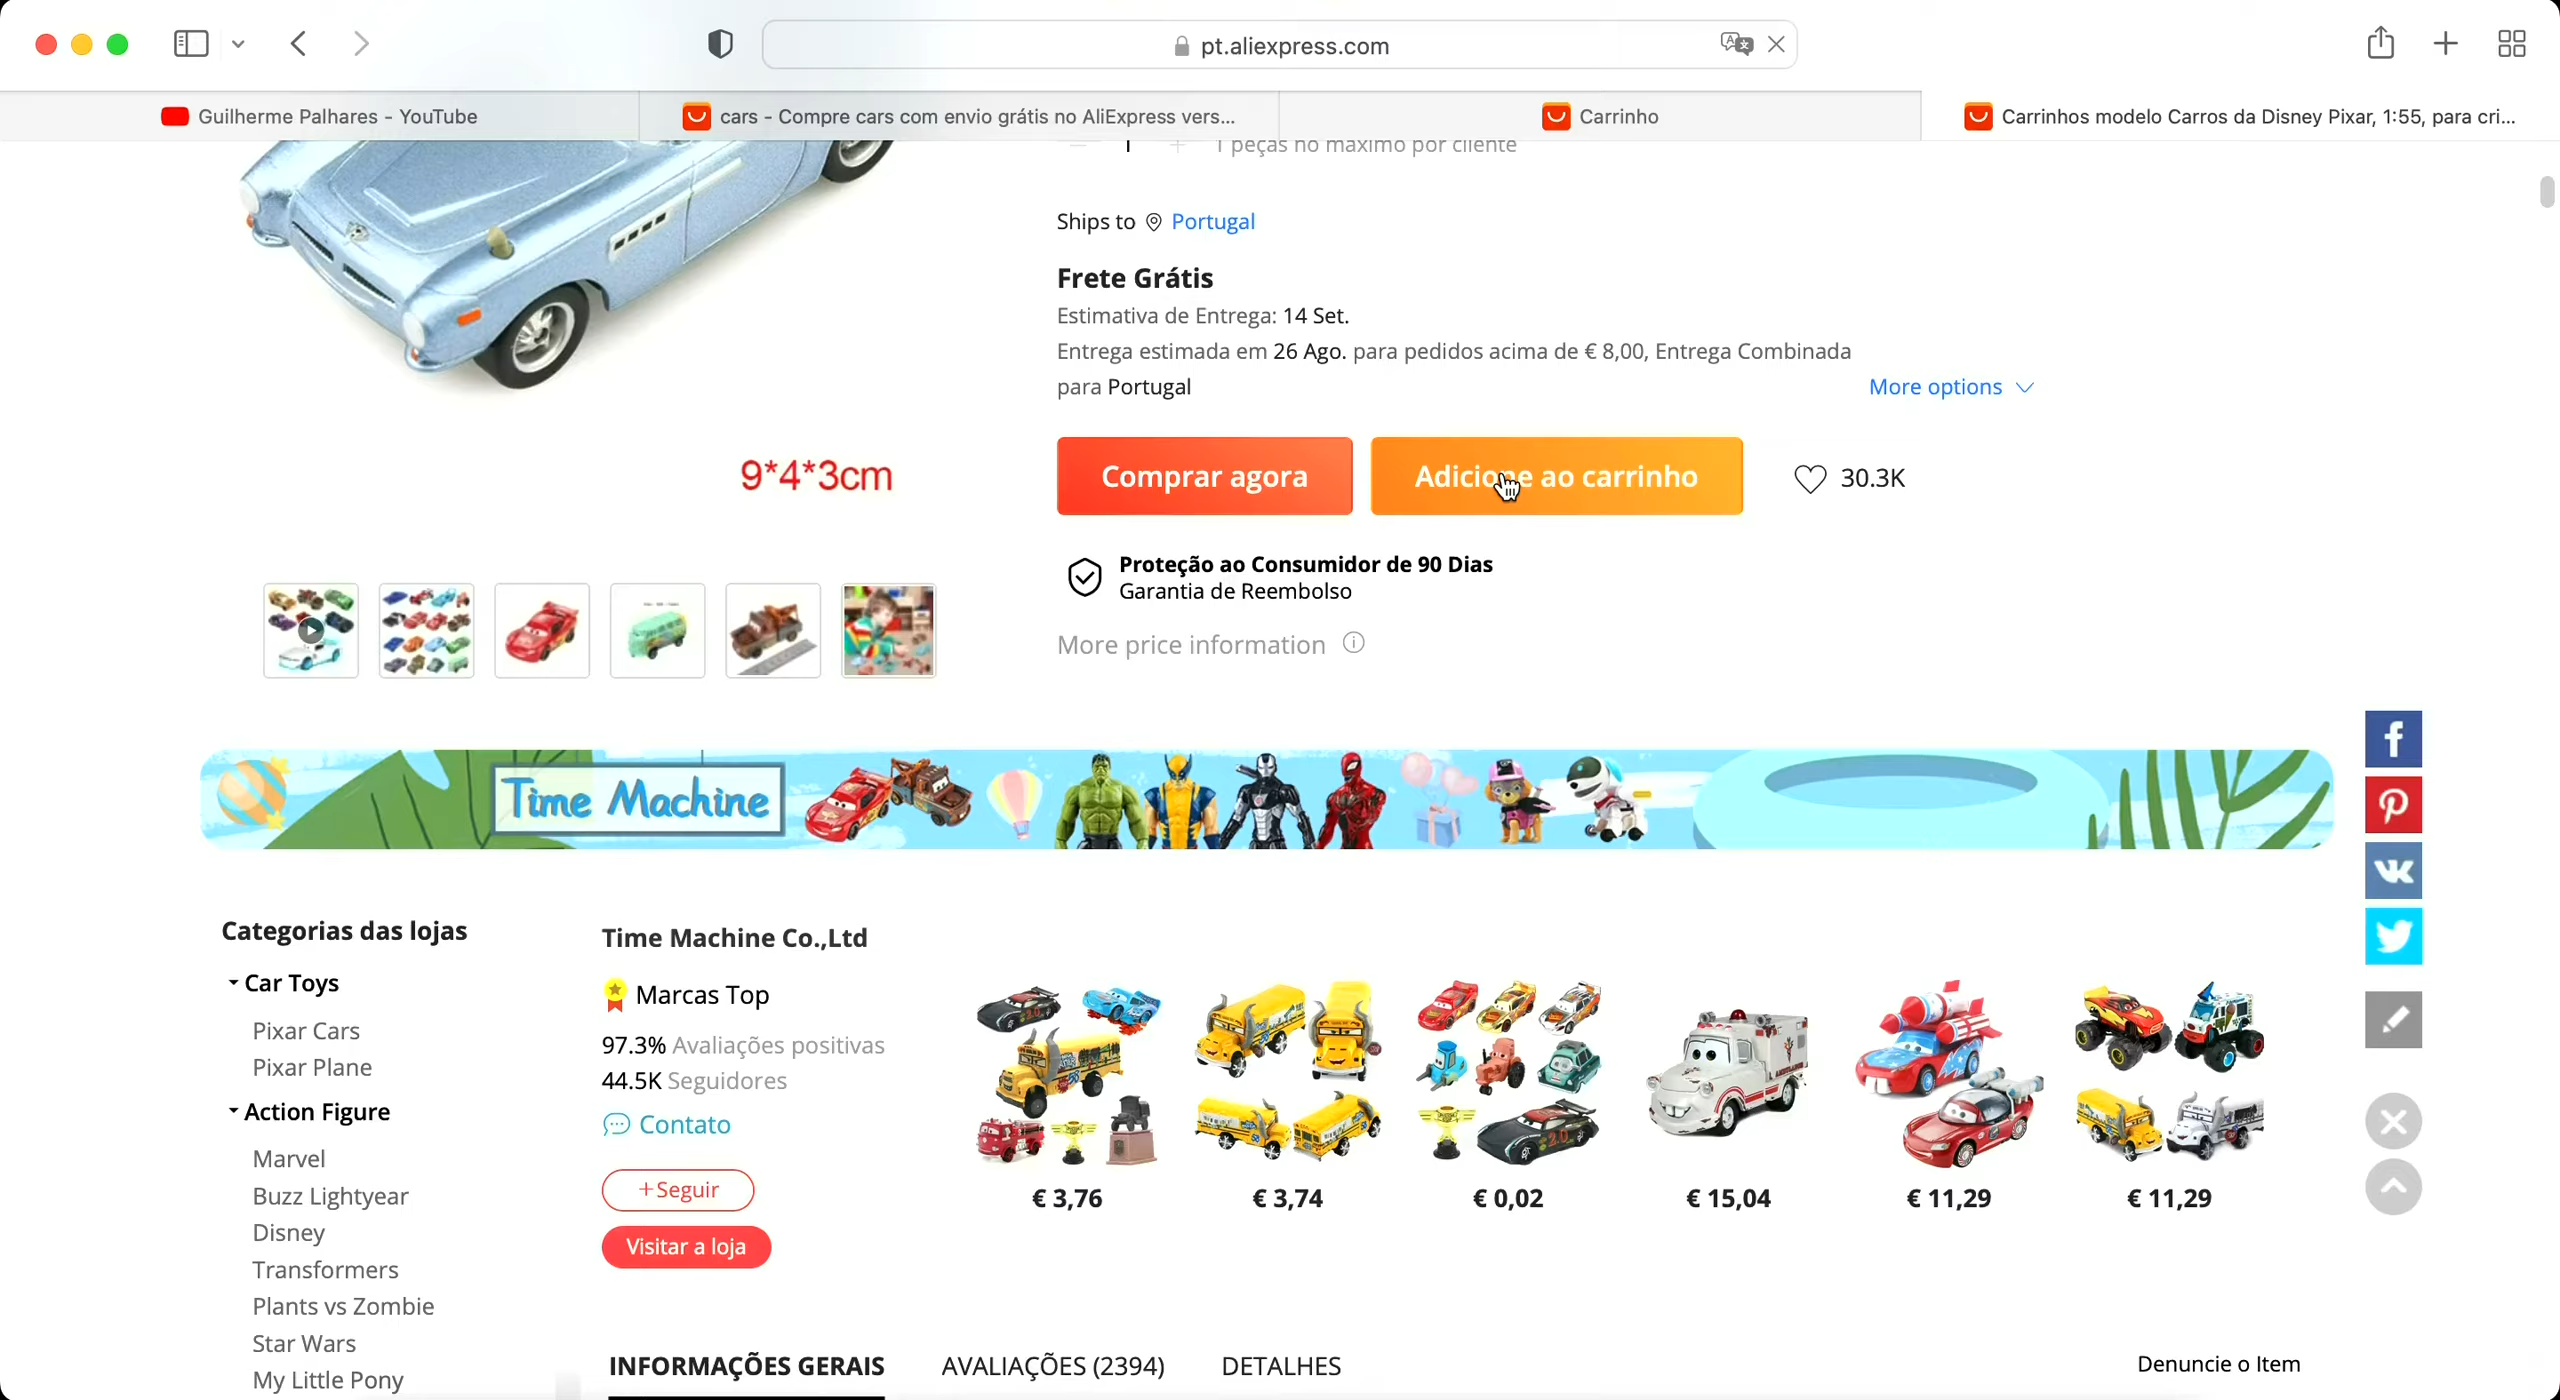 pt.aliexpress.com
Guilherme Palhares - YouTube
cars - Compre cars com envio grátis no AliExpress vers...
Carrinho
Carrinhos modelo Carros da Disney Pixar, 1:55, para cri...
1 1 peças no máximo por cliente
Ships to Portugal
Frete Grátis
Estimativa de Entrega: 14 Set.
Entrega estimada em 26 Ago. para pedidos acima de € 8,00, Entrega Combinada
para Portugal
More options
9*4*3cm
Comprar agora
Adicione ao carrinho
30.3K
Proteção ao Consumidor de 90 Dias
Garantia de Reembolso
More price information
Time Machine
Categorias das lojas
Car Toys
Pixar Cars
Pixar Plane
Action Figure
Marvel
Buzz Lightyear
Disney
Transformers
Plants vs Zombie
Star Wars
My Little Pony
Time Machine Co.,Ltd
Marcas Top
97.3% Avaliações positivas
44.5K Seguidores
Contato
+Seguir
Visitar a loja
€ 3,76
€ 3,74
€ 0,02
€ 15,04
€ 11,29
€ 11,29
INFORMAÇÕES GERAIS
AVALIAÇÕES (2394)
DETALHES
Denuncie o Item